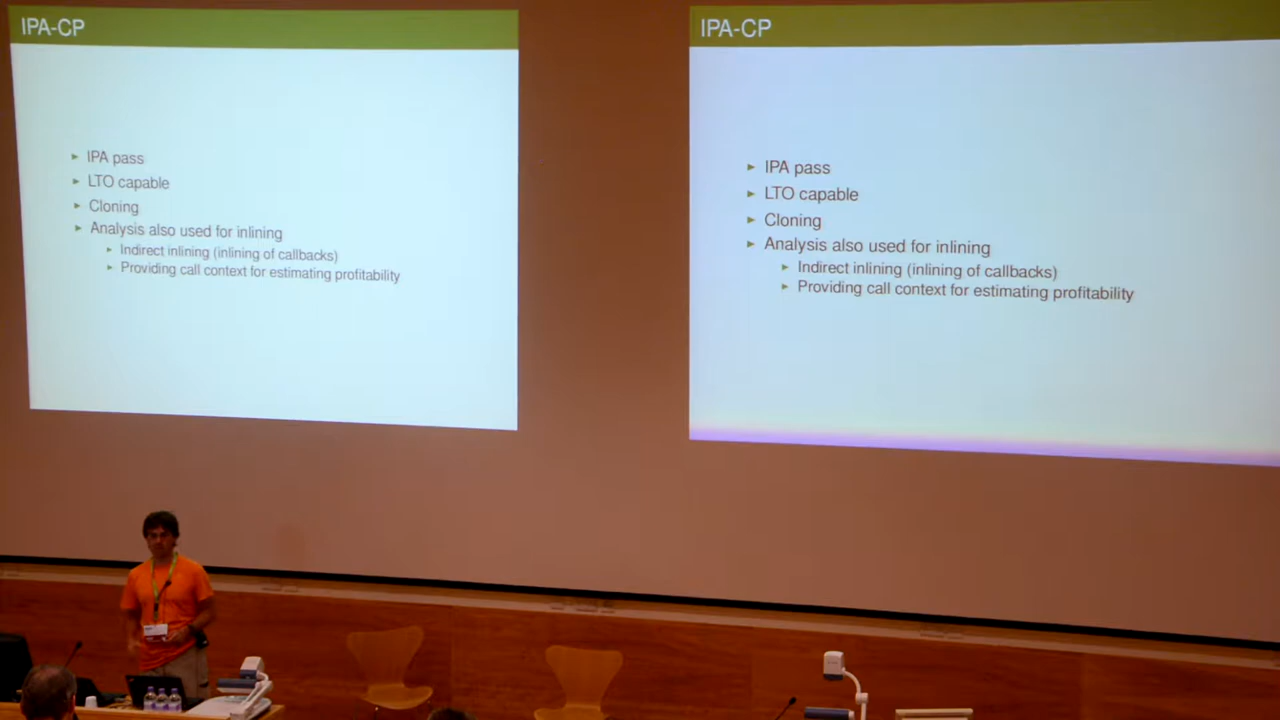 IPA-CP
IPA pass
LTO capable
Cloning
Analysis also used for inlining
Indirect inlining (inlining of callbacks)
Providing call context for estimating profitability
IPA-CP
IPA pass
LTO capable
Cloning
Analysis also used for inlining
Indirect inlining (inlining of callbacks)
Providing call context for estimating profitability